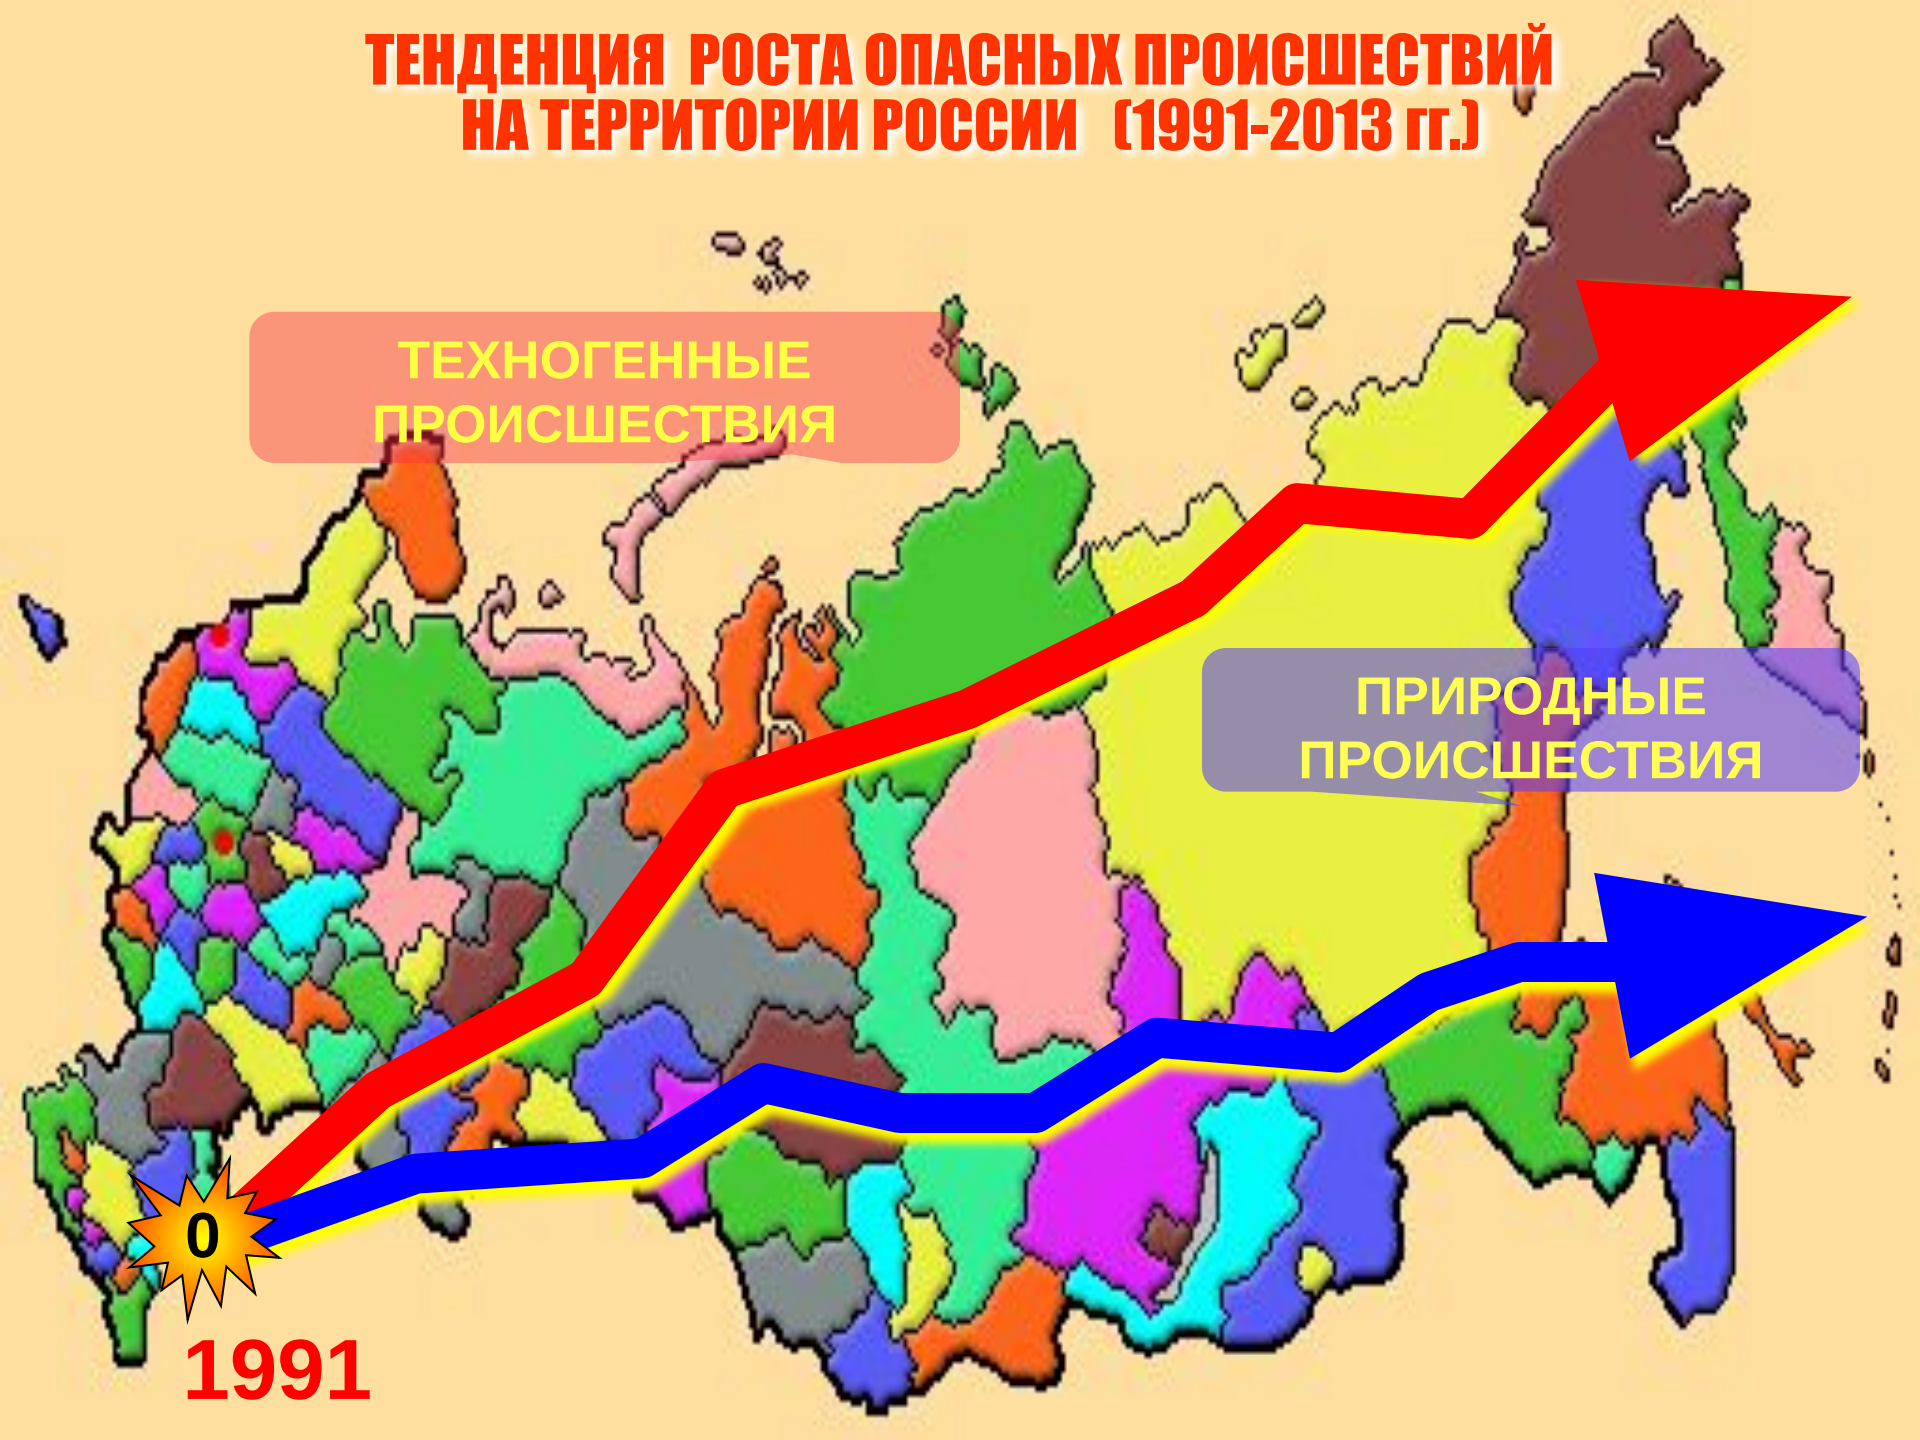 ТЕНДЕНЦИЯ РОСТА ОПАСНЫХ ПРОИСШЕСТВИЙ
НА ТЕРРИТОРИИ РОССИИ (1991-2013 гг.)
ТЕХНОГЕННЫЕ
ПРОИСШЕСТВИЯ
ПРИРОДНЫЕ
ПРОИСШЕСТВИЯ
0
1991